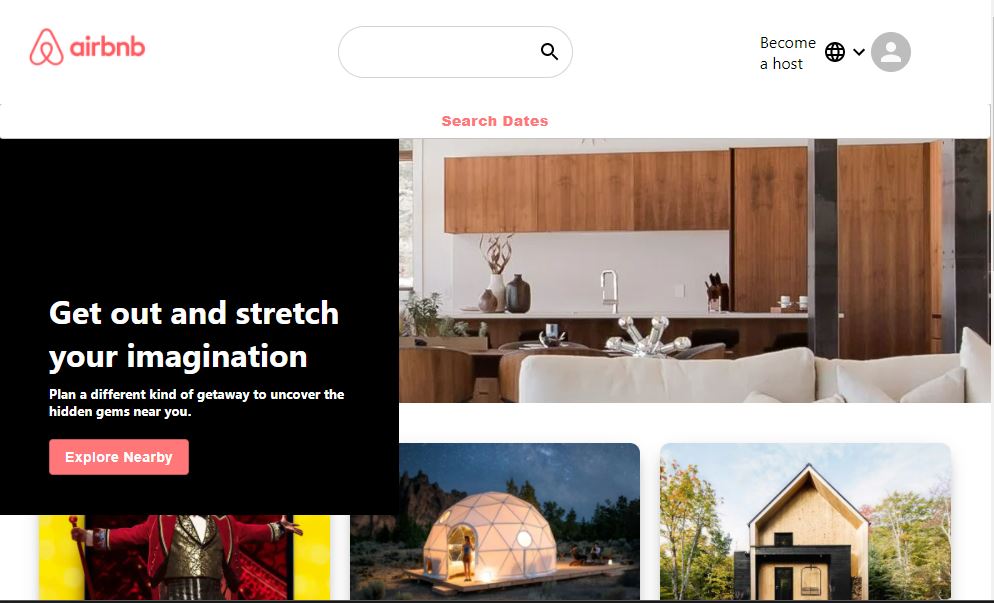 airbnb
Become
a host
Search Dates
Get out and stretch
your imagination
Plan a different kind of getaway to uncover the
hidden gems near you.
Explore Nearby